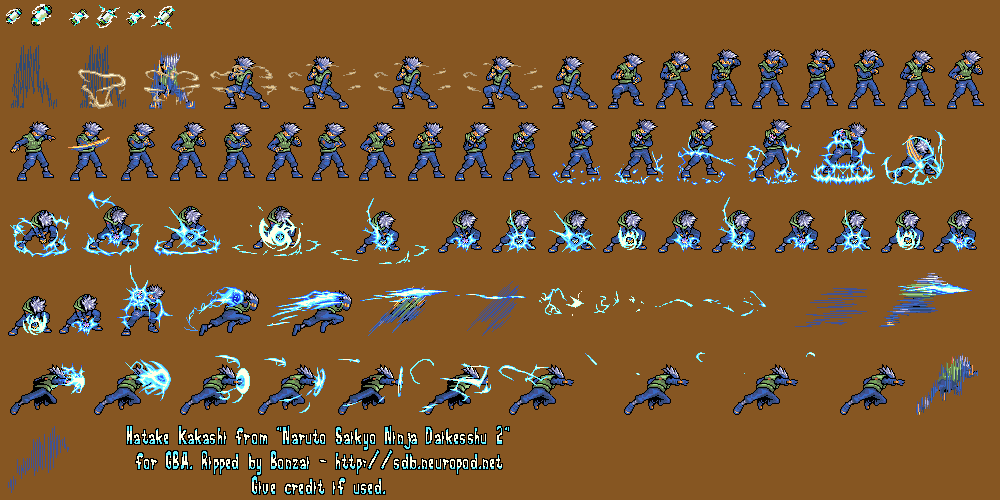 Hatake Kakashi from "Naruto Saikyo Ninja Daikesshu 2"
for GBA. Ripped by Bonzai - http://sdb.neuropod.net
Give credit if used.